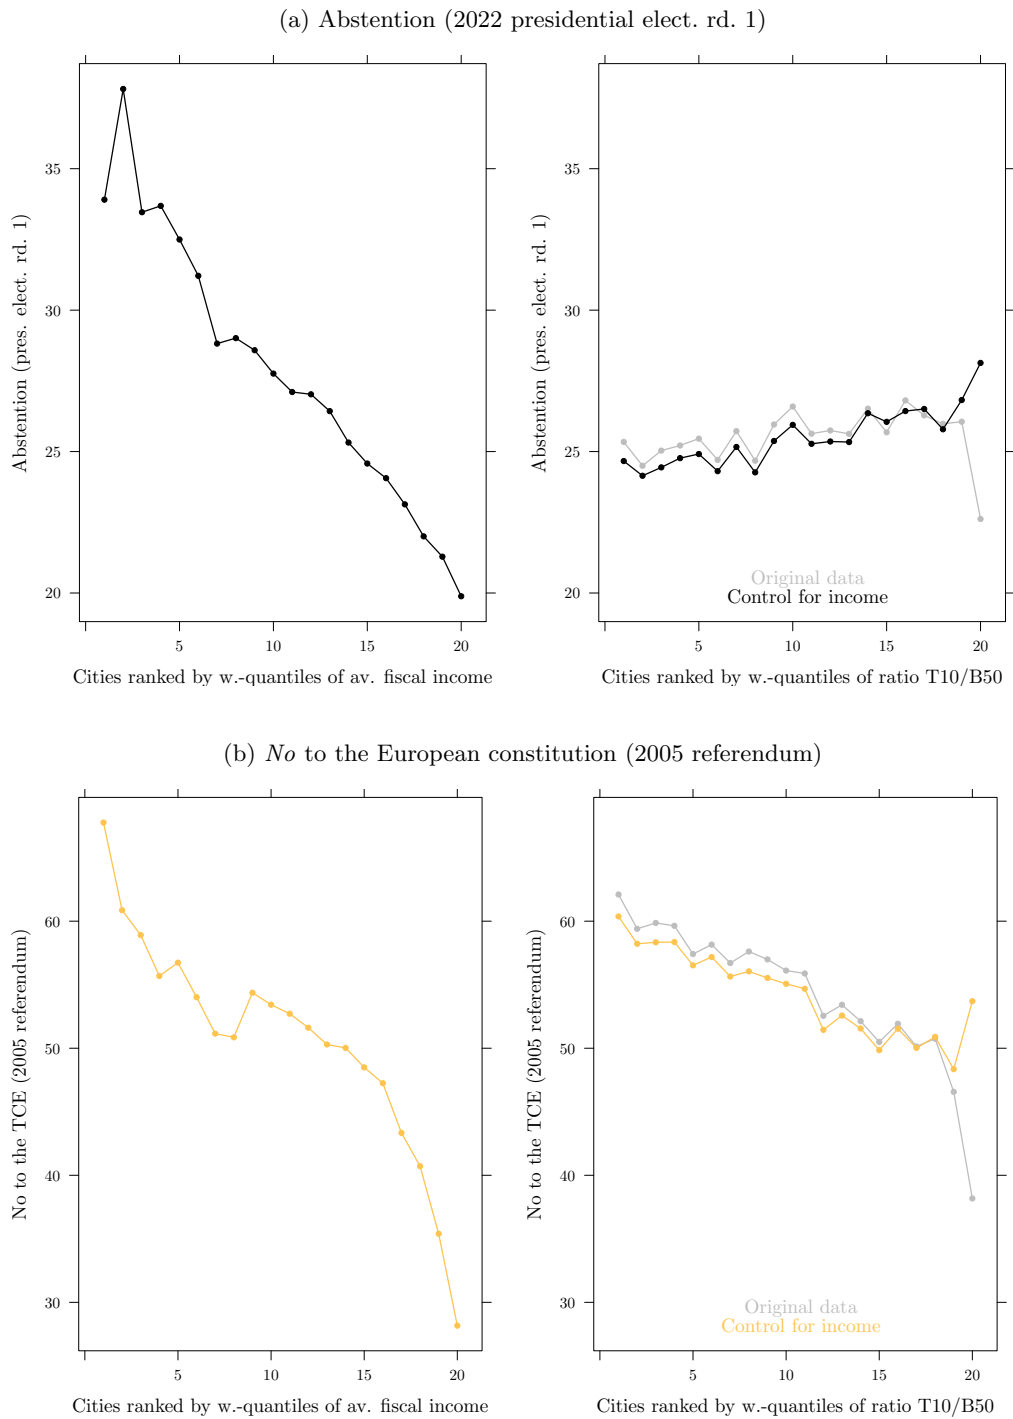 (a) Abstention (2022 presidential elect. rd. 1)
Abstention (pres. elect. rd. 1)
35
30
25
20
5 10 15 20
Cities ranked by w.-quantiles of av. fiscal income
Abstention (pres. elect. rd. 1)
35
30
25
20
Original data
Control for income
5 10 15 20
Cities ranked by w.-quantiles of ratio T10/B50
(b) No to the European constitution (2005 referendum)
No to the TCE (2005 referendum)
60
50
40
30
5 10 15 20
Cities ranked by w.-quantiles of av. fiscal income
No to the TCE (2005 referendum)
60
50
40
30
Original data
Control for income
5 10 15 20
Cities ranked by w.-quantiles of ratio T10/B50